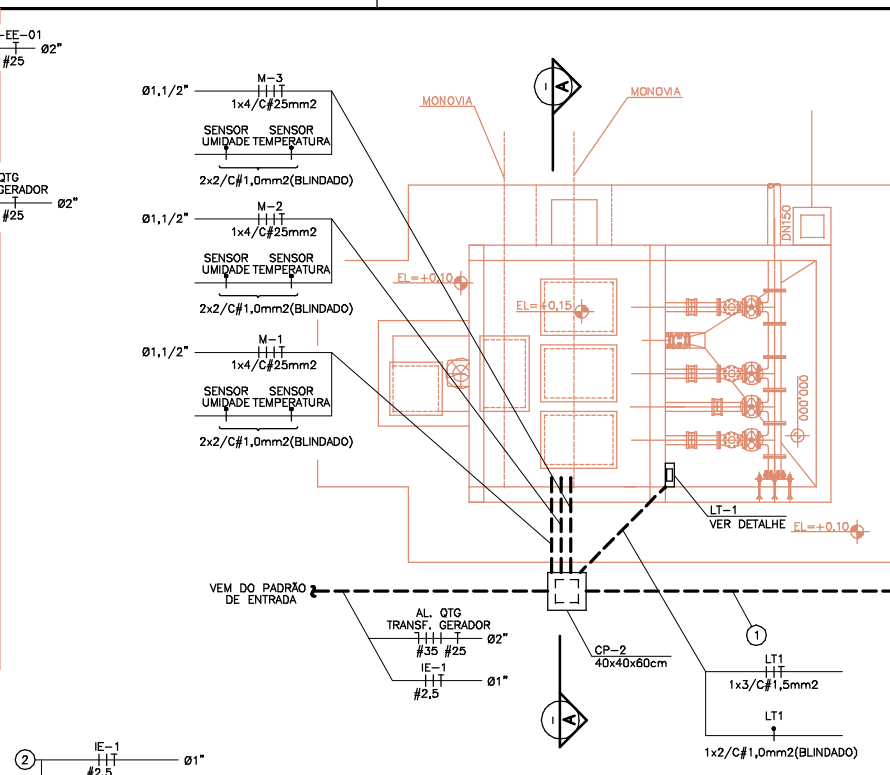 -EE-01
Ø2"
#25
QTG
GERADOR
Ø2"
#25
M-3
Ø1,1/2"
1x4/C#25mm2
SENSOR SENSOR
UMIDADE TEMPERATURA
2x2/C#1,0mm2(BLINDADO)
M-2
Ø1,1/2"
1x4/C#25mm2
SENSOR SENSOR
UMIDADE TEMPERATURA
2x2/C#1,0mm2(BLINDADO)
M-1
Ø1,1/2"
1x4/C#25mm2
SENSOR SENSOR
UMIDADE TEMPERATURA
2x2/C#1,0mm2(BLINDADO)
A
MONOVIA
MONOVIA
DN150
EL=+0,10
EL=+0,15
000,000
LT-1
VER DETALHE
EL=+0,10
VEM DO PADRÃO
DE ENTRADA
AL. QTG
TRANSF. GERADOR
Ø2"
#35 #25
IE-1
Ø1"
#2,5
CP-2
40x40x60cm
1
LT1
1x3/C#1,5mm2
LT1
1x2/C#1,0mm2(BLINDADO)
A
2
IE-1
Ø1"
#2,5